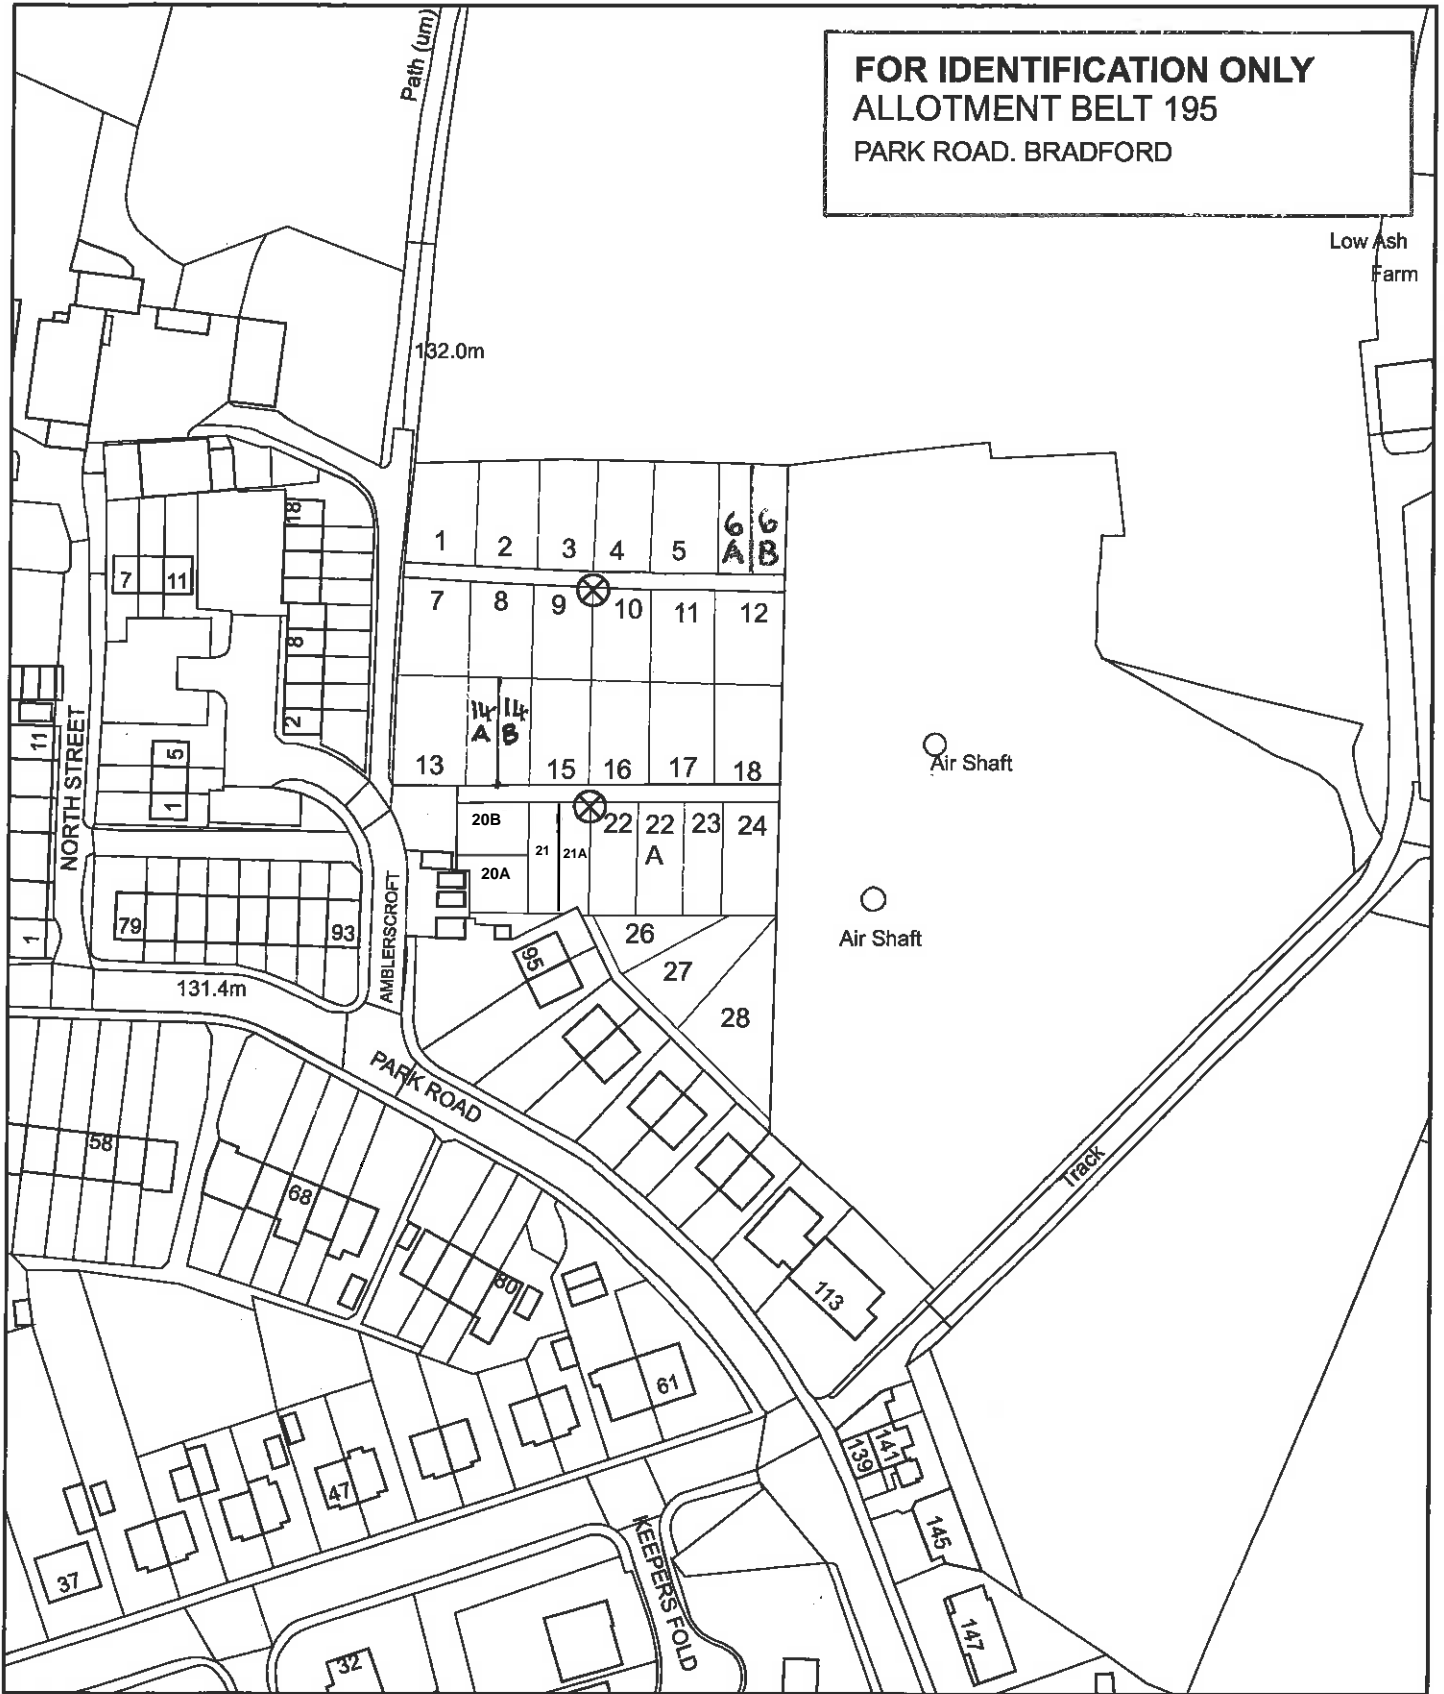 Path (um)
FOR IDENTIFICATION ONLY
ALLOTMENT BELT 195
PARK ROAD. BRADFORD
Low Ash
Farm
132.0m
1
2
3
4
5
6
A
6
B
18
7
11
7
8
9
10
11
12
8
2
14
A
14
B
13
15
16
17
18
NORTH STREET
11
5
1
Air Shaft
20B
20A
21
21A
22
22
A
23
24
79
93
1
AMBLERSCROFT
131.4m
95
26
27
28
Air Shaft
PARK ROAD
58
68
80
113
Track
61
47
37
139
141
145
147
KEEPERS FOLD
32